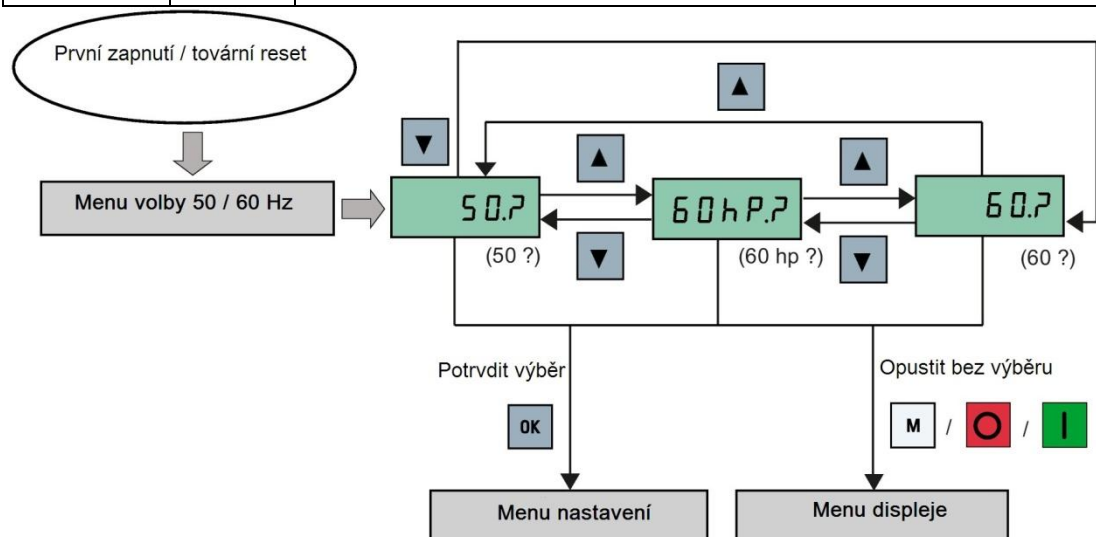 První zapnutí / tovární reset
Menu volby 50 / 60 Hz
50.?
(50 ?)
60hP.?
(60 hp ?)
60.?
(60 ?)
Potrvdit výběr
OK
Opustit bez výběru
M / O / I
Menu nastavení
Menu displeje